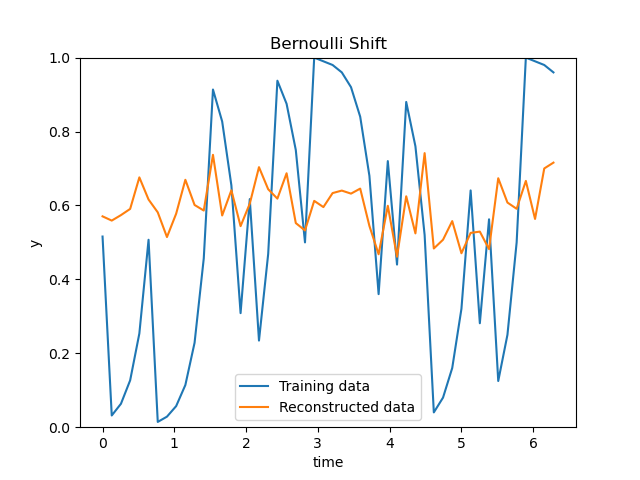 Bernoulli Shift
1.0
0.8
0.6
0.4
0.2
0.0
y
Training data
Reconstructed data
0 1 2 3 4 5 6
time